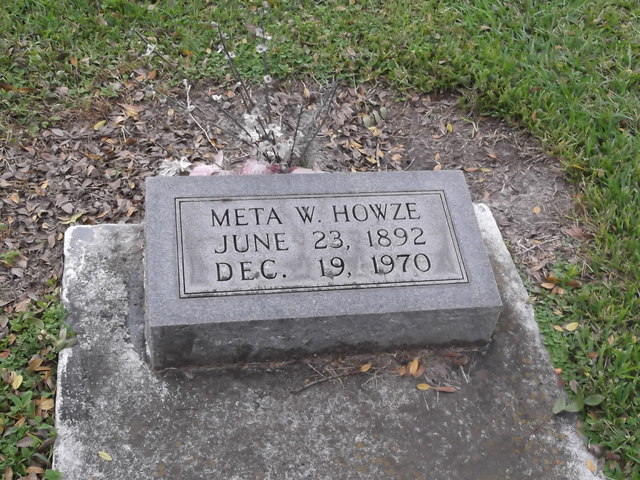 META W. HOWZE
JUNE 23, 1892
DEC. 19, 1970